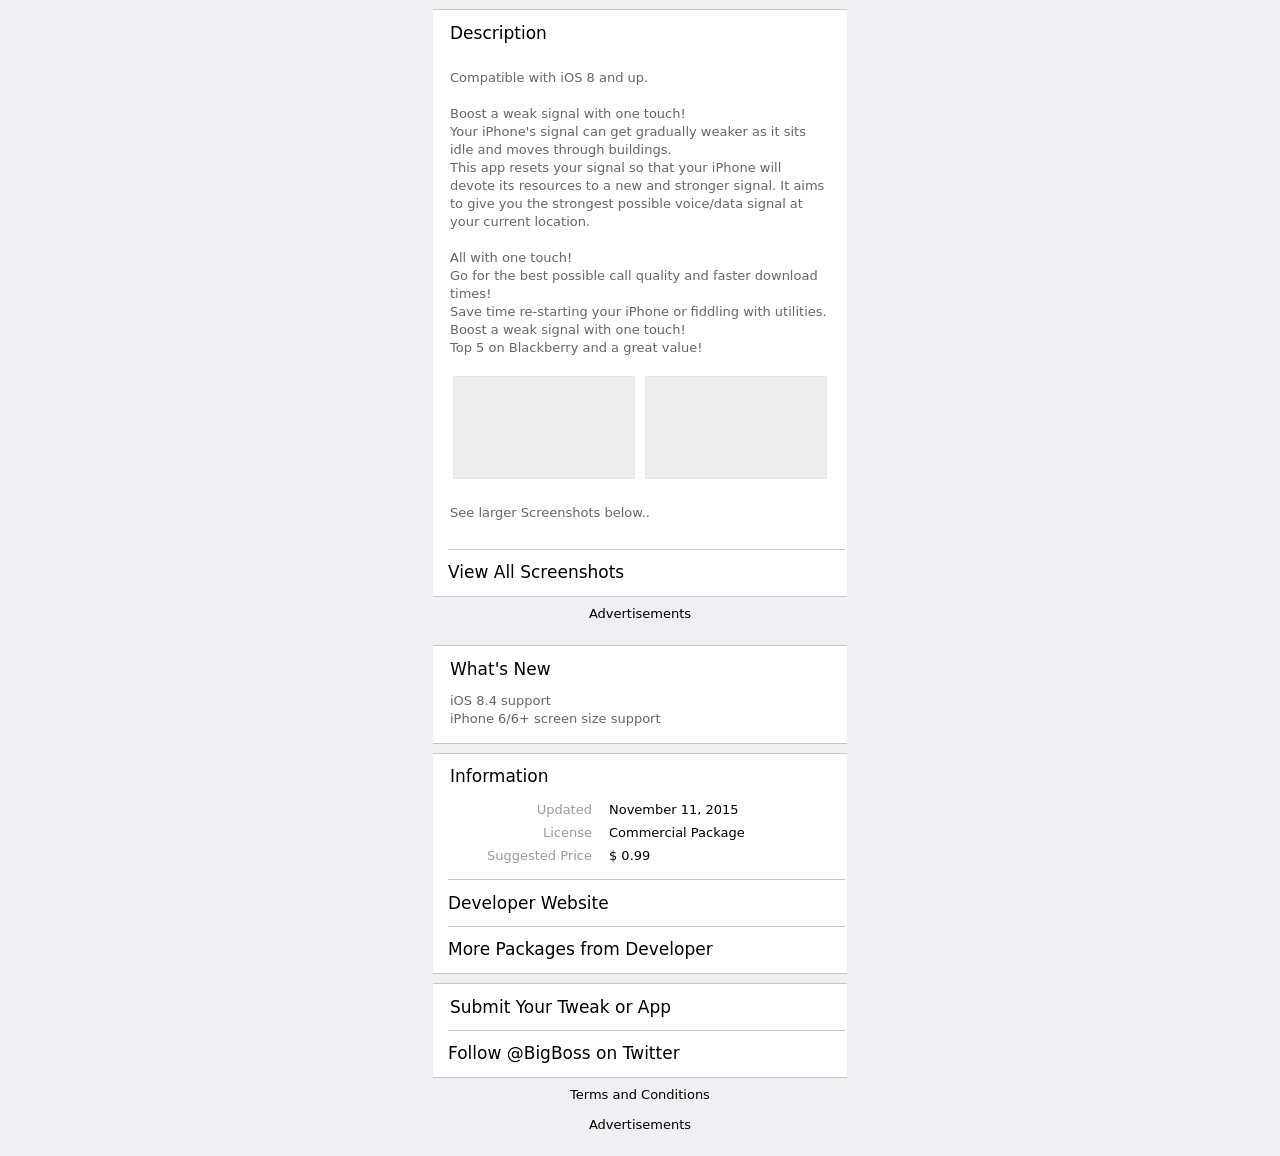 Description
Compatible with iOS 8 and up.
Boost a weak signal with one touch!
Your iPhone's signal can get gradually weaker as it sits
idle and moves through buildings.
This app resets your signal so that your iPhone will
devote its resources to a new and stronger signal. It aims
to give you the strongest possible voice/data signal at
your current location.
All with one touch!
Go for the best possible call quality and faster download
times!
Save time re-starting your iPhone or fiddling with utilities.
Boost a weak signal with one touch!
Top 5 on Blackberry and a great value!
See larger Screenshots below..
View All Screenshots
Advertisements
What's New
iOS 8.4 support
iPhone 6/6+ screen size support
Information
Updated November 11, 2015
License Commercial Package
Suggested Price $ 0.99
Developer Website
More Packages from Developer
Submit Your Tweak or App
Follow @BigBoss on Twitter
Terms and Conditions
Advertisements